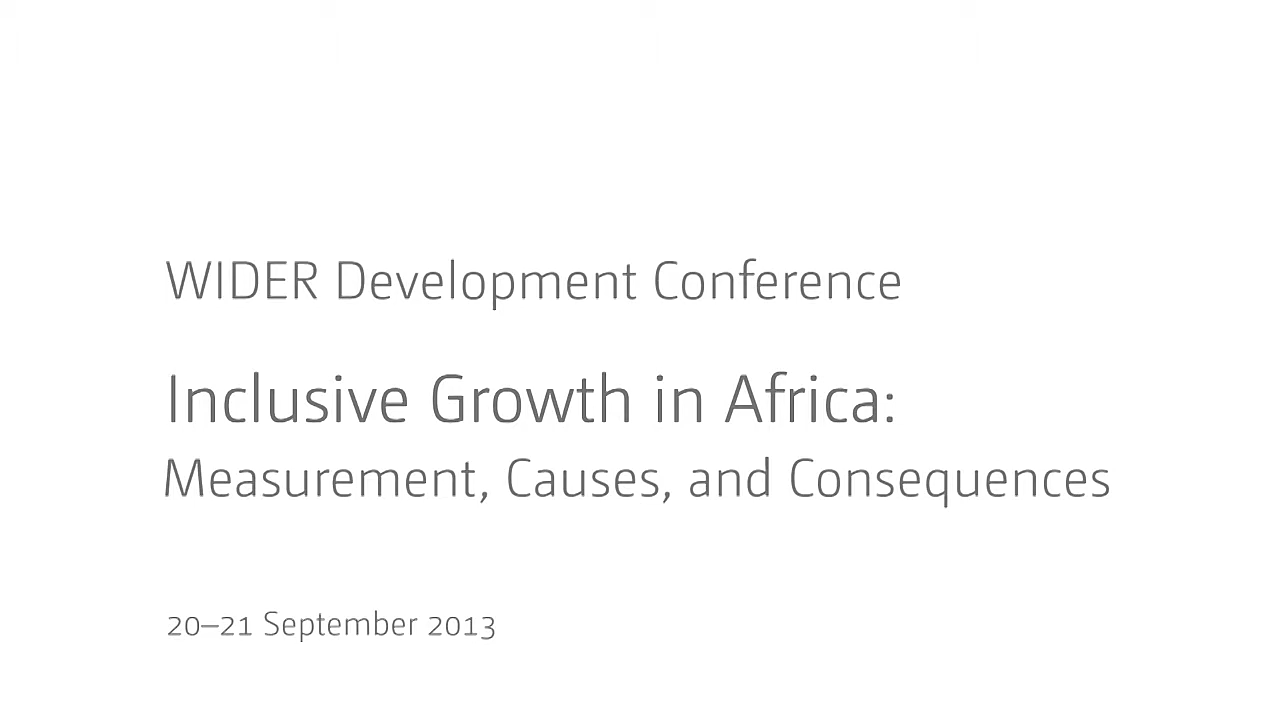 WIDER Development Conference
Inclusive Growth in Africa:
Measurement, Causes, and Consequences
20–21 September 2013